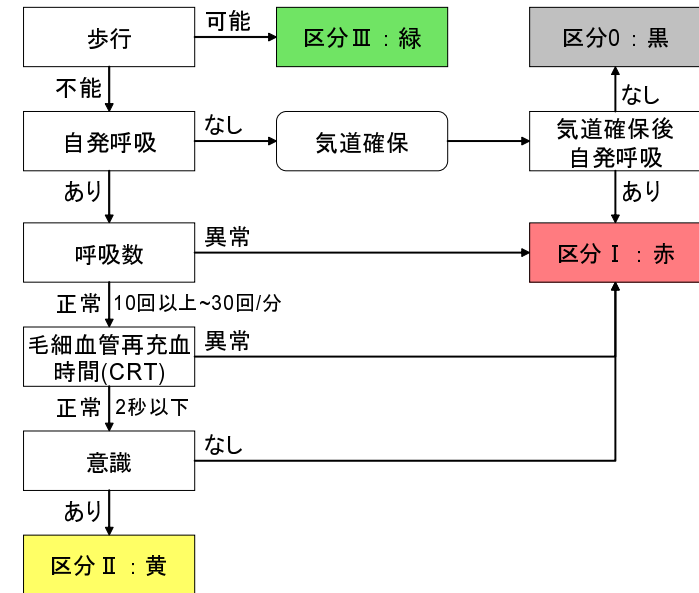 歩行
可能
区分Ⅲ：緑
区分0：黒
不能
なし
自発呼吸
なし
気道確保
気道確保後
自発呼吸
あり
あり
呼吸数
異常
区分Ⅰ：赤
正常
10回以上~30回/分
毛細血管再充血
時間(CRT)
異常
正常
2秒以下
意識
なし
あり
区分Ⅱ：黄